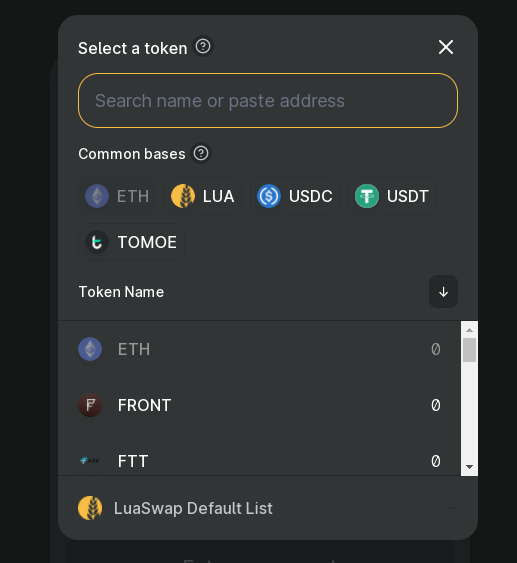 Select a token ?
Search name or paste address
Common bases ?
ETH LUA USDC USDT
TOMOE
Token Name ↓
ETH 0
FRONT 0
FTT 0
LuaSwap Default List